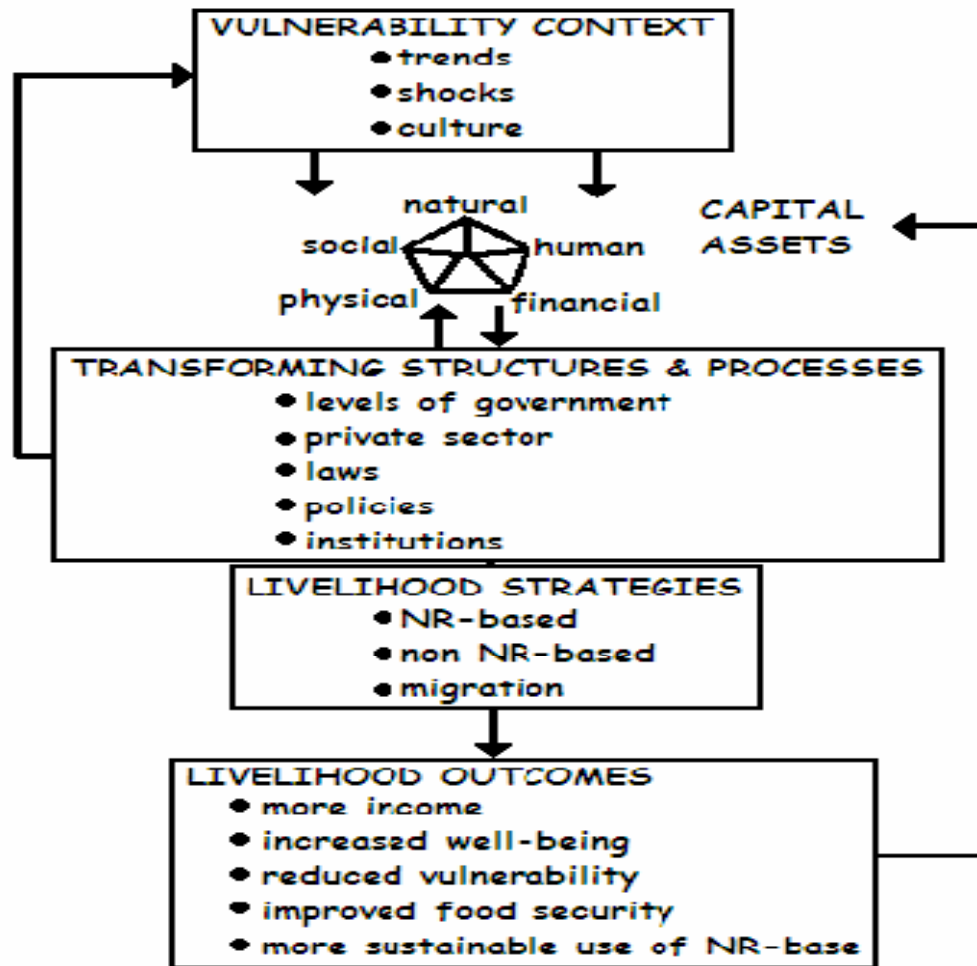 VULNERABILITY CONTEXT
• trends
• shocks
• culture
natural
social
human
physical
financial
CAPITAL
ASSETS
TRANSFORMING STRUCTURES & PROCESSES
• levels of government
• private sector
• laws
• policies
• institutions
LIVELIHOOD STRATEGIES
• NR-based
• non NR-based
• migration
LIVELIHOOD OUTCOMES
• more income
• increased well-being
• reduced vulnerability
• improved food security
• more sustainable use of NR-base